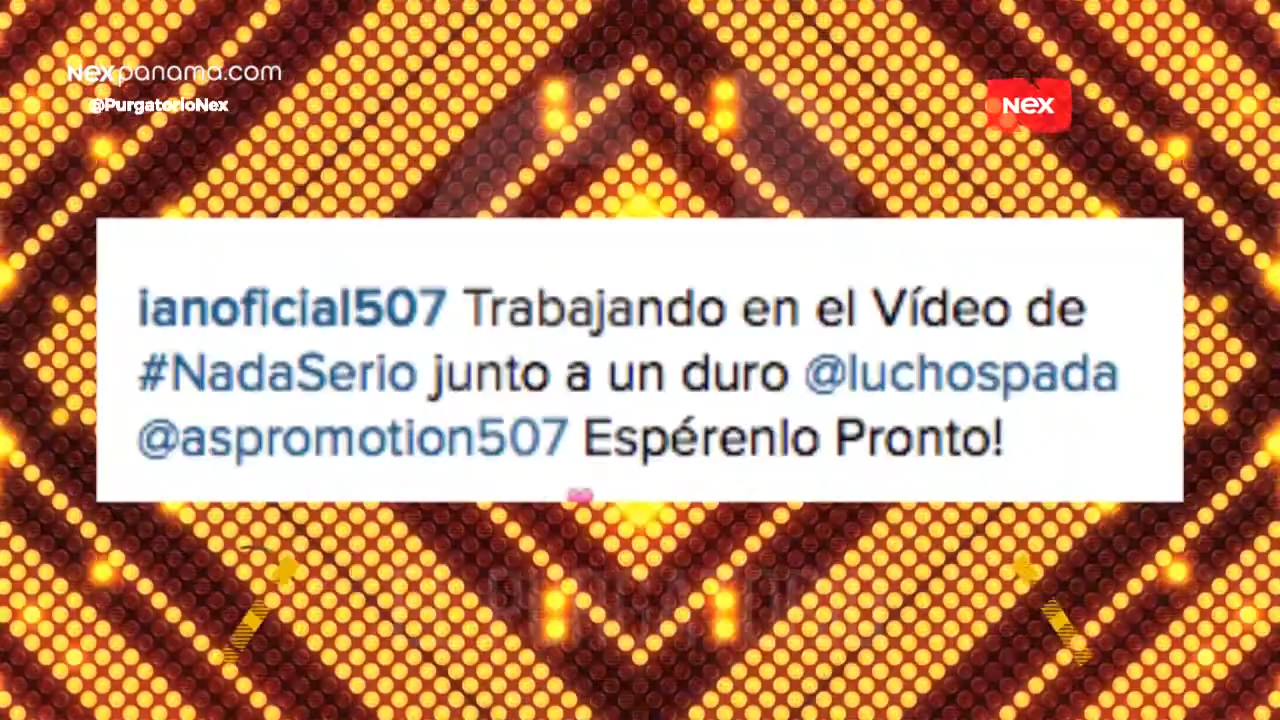 Nexpanama.com
@PurgatorioNex
Nex
ianoficial507 Trabajando en el Vídeo de
#NadaSerio junto a un duro @luchospada
@aspromotion507 Espérenlo Pronto!